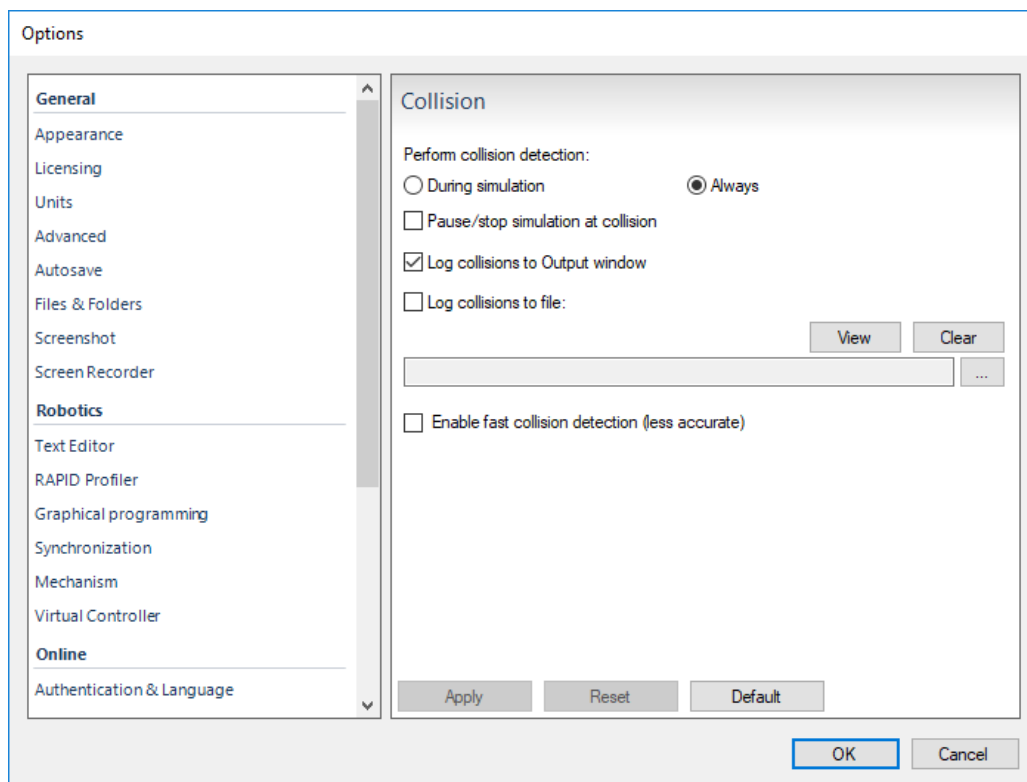 Options
General
Appearance
Licensing
Units
Advanced
Autosave
Files & Folders
Screenshot
Screen Recorder
Robotics
Text Editor
RAPID Profiler
Graphical programming
Synchronization
Mechanism
Virtual Controller
Online
Authentication & Language
Collision
Perform collision detection:
During simulation Always
Pause/stop simulation at collision
Log collisions to Output window
Log collisions to file:
View Clear
...
Enable fast collision detection (less accurate)
Apply Reset Default
OK Cancel